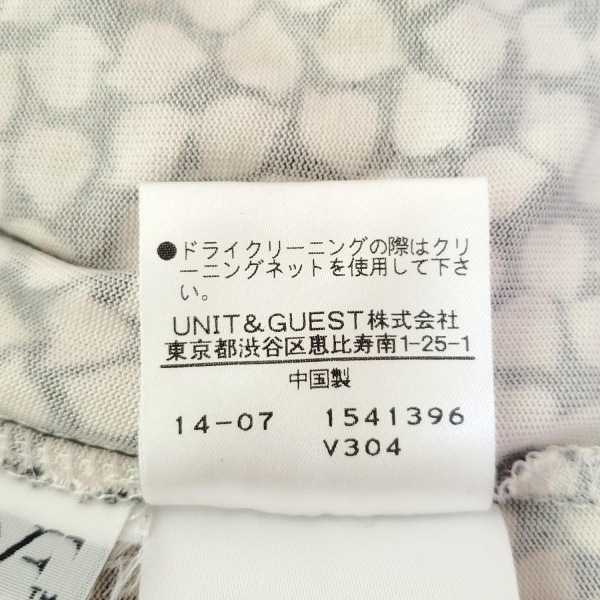 ●ドライクリーニングの際はクリ
ーニングネットを使用して下さ
い。
UNIT&GUEST株式会社
東京都渋谷区恵比寿南1-25-1
中国製
14-07 1541396
V304
TM